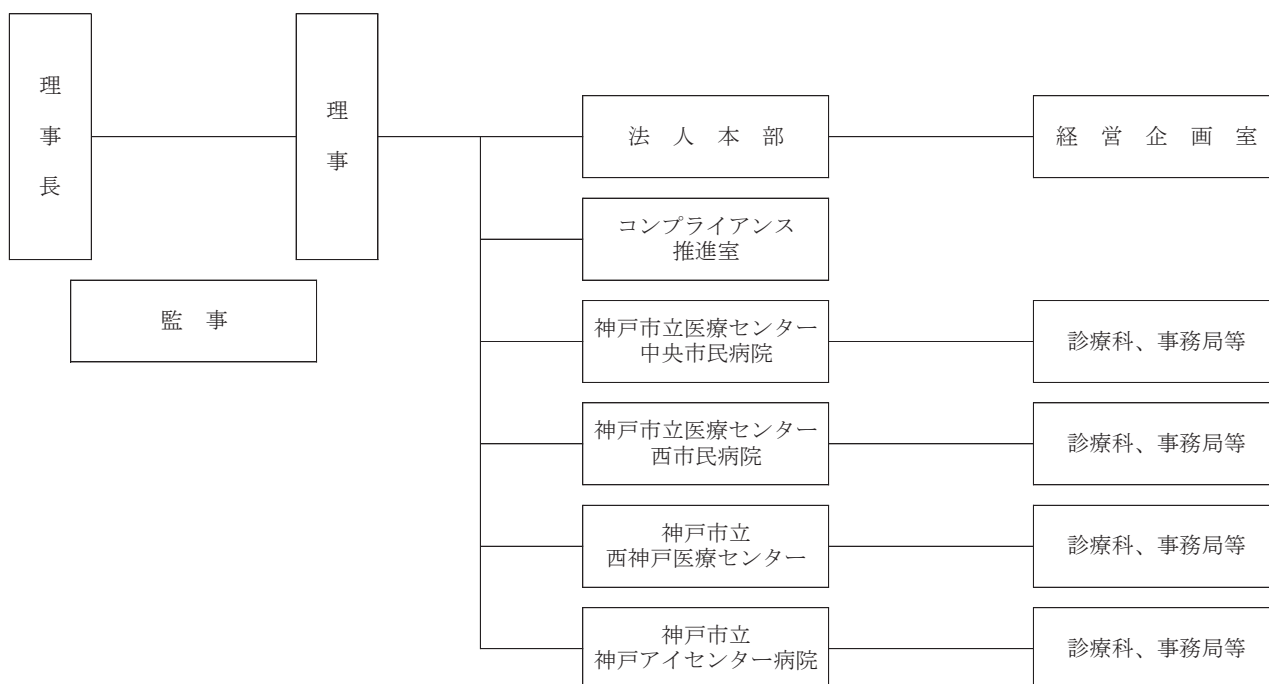 理事長
理事
監 事
法 人 本 部
経 営 企 画 室
コンプライアンス
推進室
神戸市立医療センター
中央市民病院
診療科、事務局等
神戸市立医療センター
西市民病院
診療科、事務局等
神戸市立
西神戸医療センター
診療科、事務局等
神戸市立
神戸アイセンター病院
診療科、事務局等